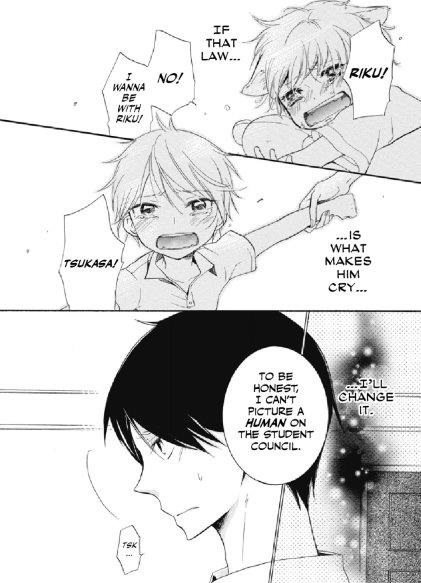 RIKU!
IF
THAT
LAW...
NO!
I
WANNA
BE
WITH
RIKU!
...IS
WHAT
MAKES
HIM
CRY...
TSUKASA!
...I'LL
CHANGE
IT.
TO BE
HONEST,
I CAN'T
PICTURE A
HUMAN ON
THE STUDENT
COUNCIL.
TSK
...